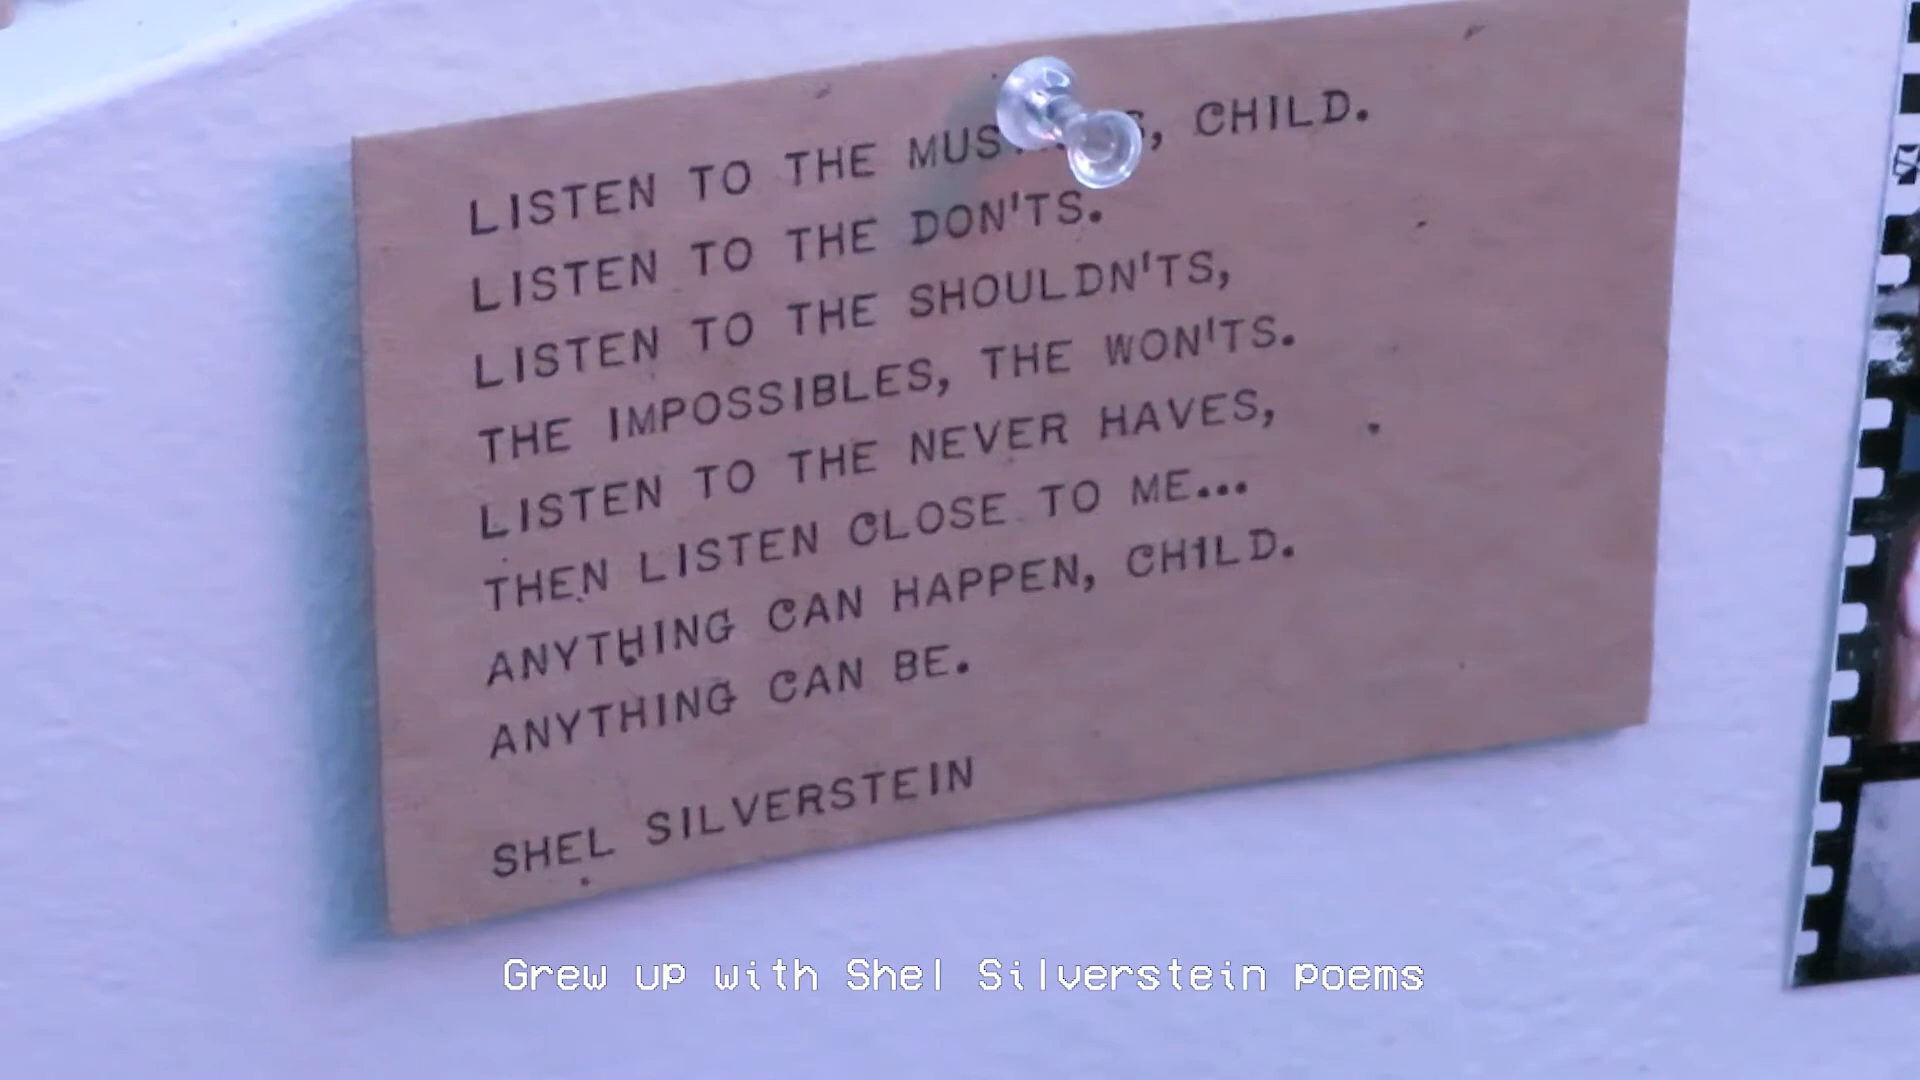 LISTEN TO THE , CHILD.
LISTEN TO THE DON'TS.
LISTEN TO THE SHOULDN'TS,
THE IMPOSSIBLES, THE WON'TS.
LISTEN TO THE NEVER HAVES,
THEN LISTEN CLOSE TO ME...
ANYTHING CAN HAPPEN, CHILD.
ANYTHING CAN BE.
SHEL SILVERSTEIN
Grew up with Shel Silverstein poems